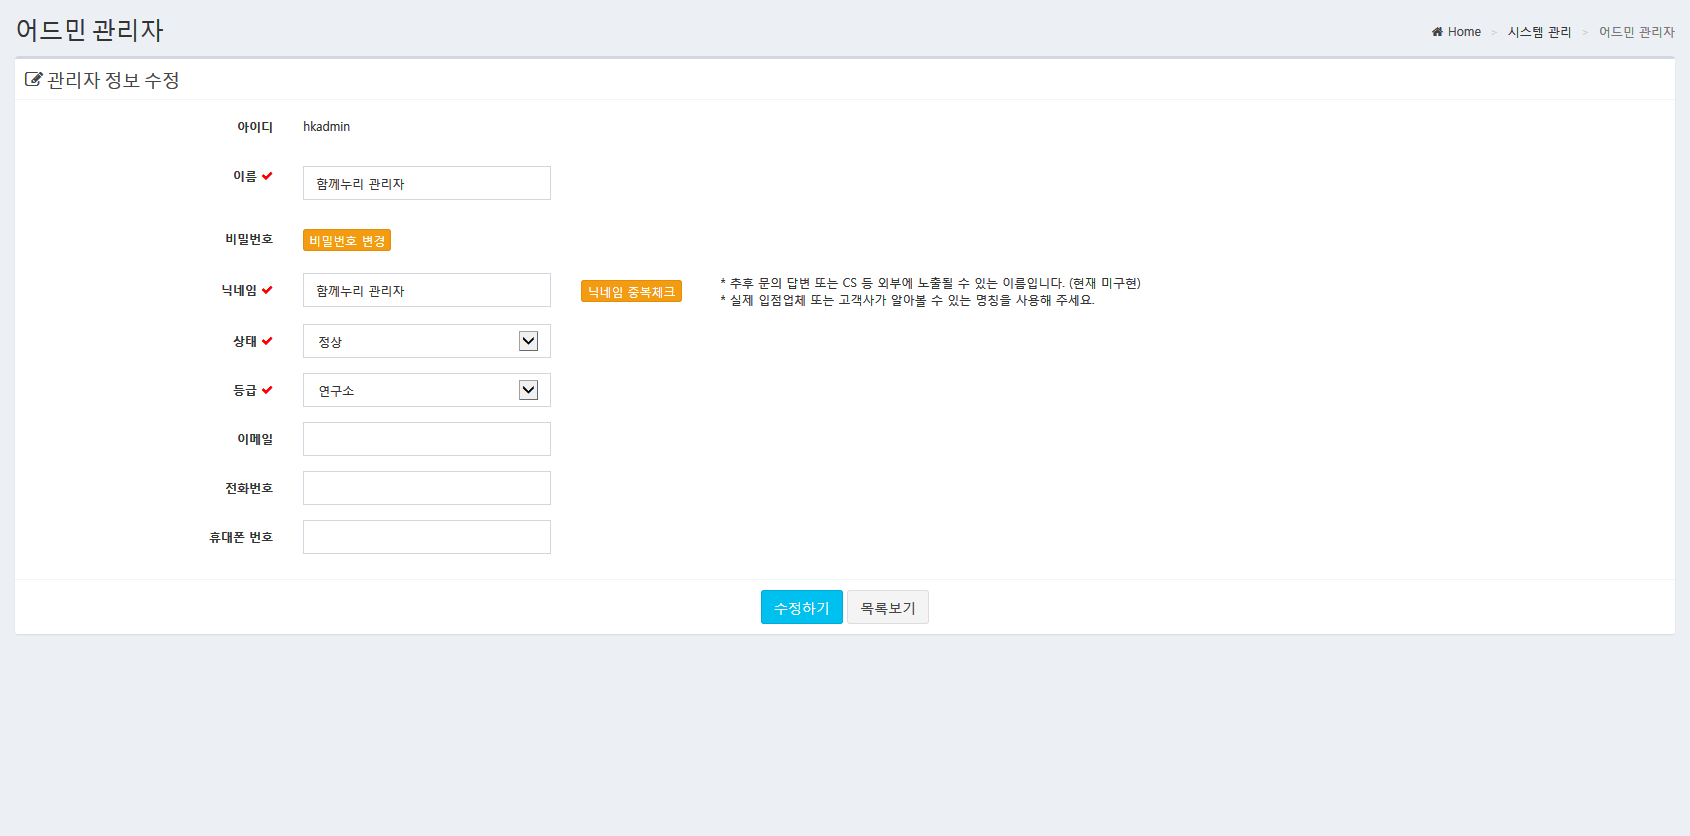 어드민 관리자
Home > 시스템 관리 > 어드민 관리자
관리자 정보 수정
아이디 hkadmin
이름 함께누리 관리자
비밀번호 비밀번호 변경
닉네임 함께누리 관리자 닉네임 중복체크
* 추후 문의 답변 또는 CS 등 외부에 노출될 수 있는 이름입니다. (현재 미구현)
* 실제 입점업체 또는 고객사가 알아볼 수 있는 명칭을 사용해 주세요.
상태 정상
등급 연구소
이메일
전화번호
휴대폰 번호
수정하기 목록보기